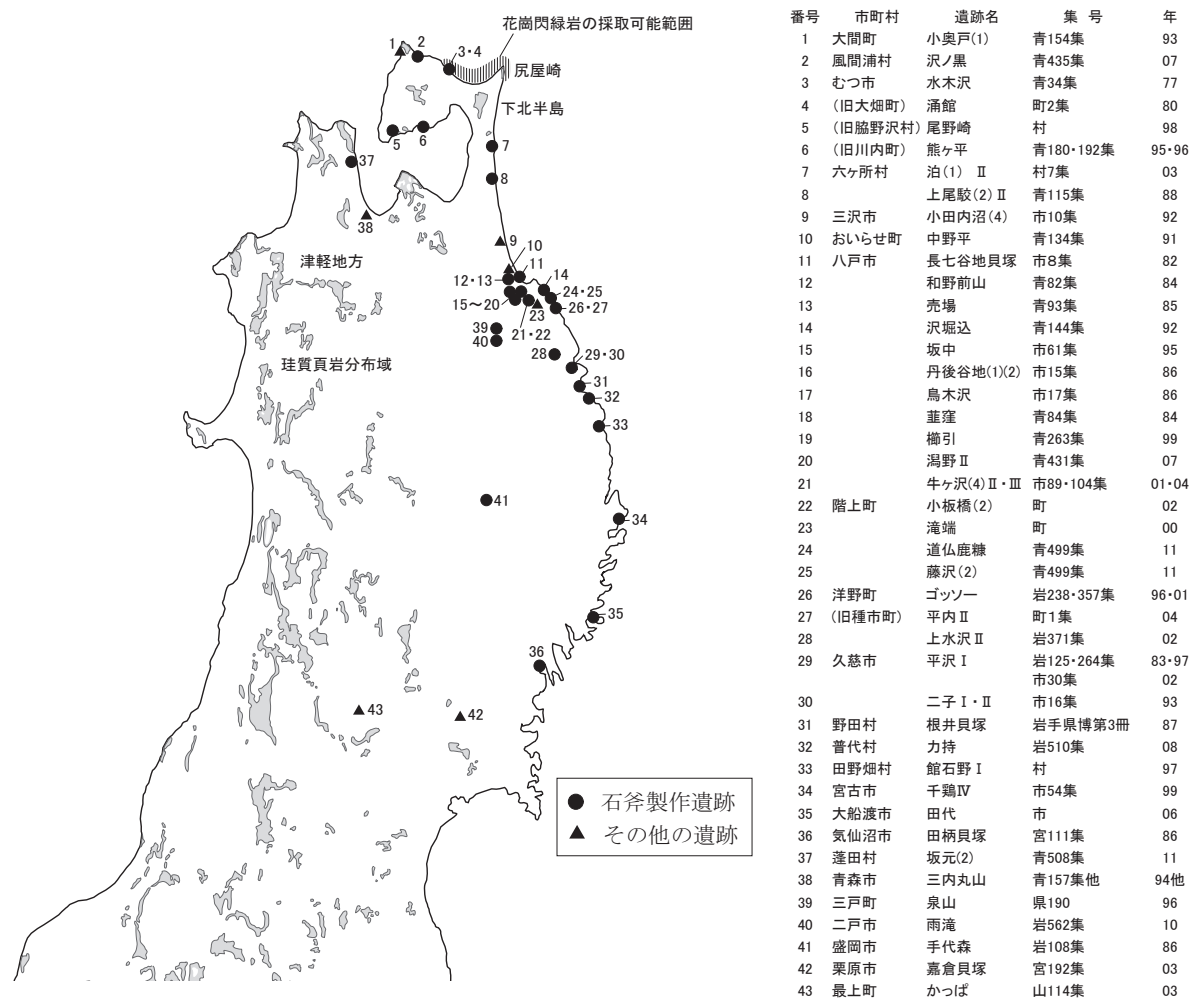 花崗閃緑岩の採取可能範囲
1
2
3・4
尻屋崎
下北半島
5
6
7
37
8
38
9
10
津軽地方
11
12・13
14
24・25
15〜20
26・27
23
21・22
39
40
28
29・30
珪質頁岩分布域
31
32
33
41
34
35
36
43
42
● 石斧製作遺跡
▲ その他の遺跡
番号 市町村 遺跡名 集 号 年
1 大間町 小奥戸(1) 青154集 93
2 風間浦村 沢ノ黒 青435集 07
3 むつ市 水木沢 青34集 77
4 (旧大畑町) 涌館 町2集 80
5 (旧脇野沢村) 尾野崎 村 98
6 (旧川内町) 熊ヶ平 青180・192集 95・96
7 六ヶ所村 泊(1) Ⅱ 村7集 03
8 上尾駮(2)Ⅱ 青115集 88
9 三沢市 小田内沼(4) 市10集 92
10 おいらせ町 中野平 青134集 91
11 八戸市 長七谷地貝塚 市8集 82
12 和野前山 青82集 84
13 売場 青93集 85
14 沢堀込 青144集 92
15 坂中 市61集 95
16 丹後谷地(1)(2) 市15集 86
17 鳥木沢 市17集 86
18 韮窪 青84集 84
19 櫛引 青263集 99
20 潟野Ⅱ 青431集 07
21 牛ヶ沢(4)Ⅱ・Ⅲ 市89・104集 01・04
22 階上町 小板橋(2) 町 02
23 滝端 町 00
24 道仏鹿糠 青499集 11
25 藤沢(2) 青499集 11
26 洋野町 ゴッソー 岩238・357集 96・01
27 (旧種市町) 平内Ⅱ 町1集 04
28 上水沢Ⅱ 岩371集 02
29 久慈市 平沢Ⅰ 岩125・264集 83・97
市30集 02
30 二子Ⅰ・Ⅱ 市16集 93
31 野田村 根井貝塚 岩手県博第3冊 87
32 普代村 力持 岩510集 08
33 田野畑村 館石野Ⅰ 村 97
34 宮古市 千鶏Ⅳ 市54集 99
35 大船渡市 田代 市 06
36 気仙沼市 田柄貝塚 宮111集 86
37 蓬田村 坂元(2) 青508集 11
38 青森市 三内丸山 青157集他 94他
39 三戸町 泉山 県190 96
40 二戸市 雨滝 岩562集 10
41 盛岡市 手代森 岩108集 86
42 栗原市 嘉倉貝塚 宮192集 03
43 最上町 かっぱ 山114集 03